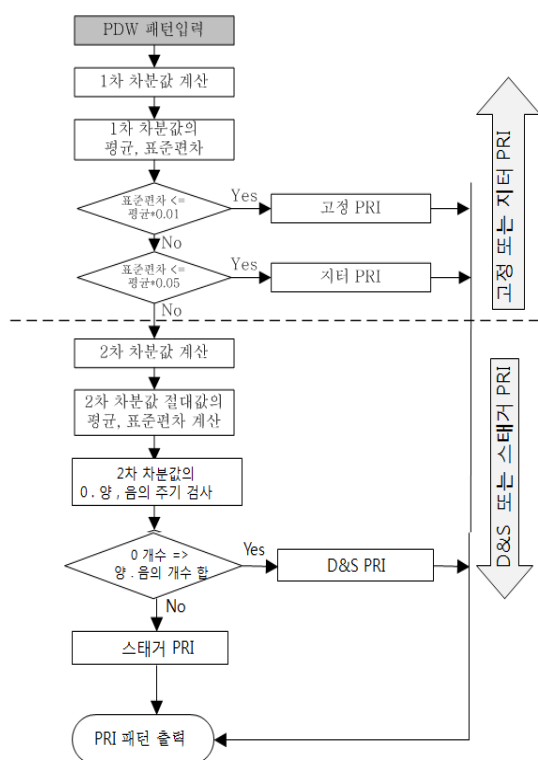 PDW 패턴입력
1차 차분값 계산
1차 차분값의
평균, 표준편차
표준편차 <=
평균*0.01
Yes
고정 PRI
No
표준편차 <=
평균*0.05
Yes
지터 PRI
No
고정 또는 지터 PRI
2차 차분값 계산
2차 차분값 절대값의
평균, 표준편차 계산
2차 차분값의
0 . 양 , 음의 주기 검사
0 개수 =>
양 . 음의 개수 합
Yes
D&S PRI
No
스태거 PRI
D&S 또는 스태거 PRI
PRI 패턴 출력